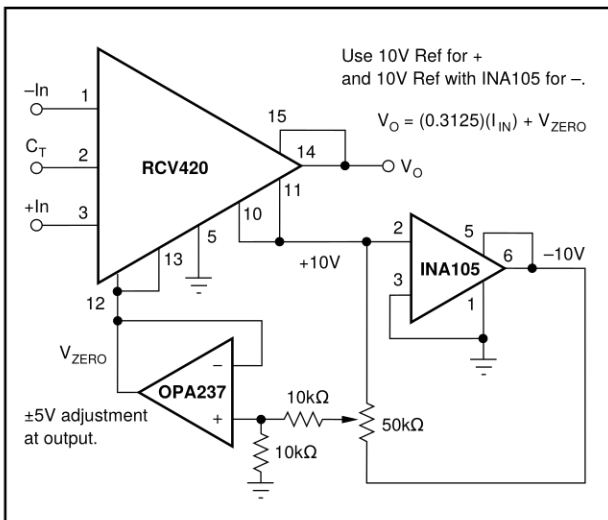 Use 10V Ref for +
and 10V Ref with INA105 for –.
V_O = (0.3125)(I_IN) + V_ZERO
–In
1
C_T
2
+In
3
RCV420
15
14
V_O
11
10
5
13
12
+10V
2
5
6
–10V
3
INA105
1
V_ZERO
–
OPA237
+
±5V adjustment
at output.
10kΩ
50kΩ
10kΩ